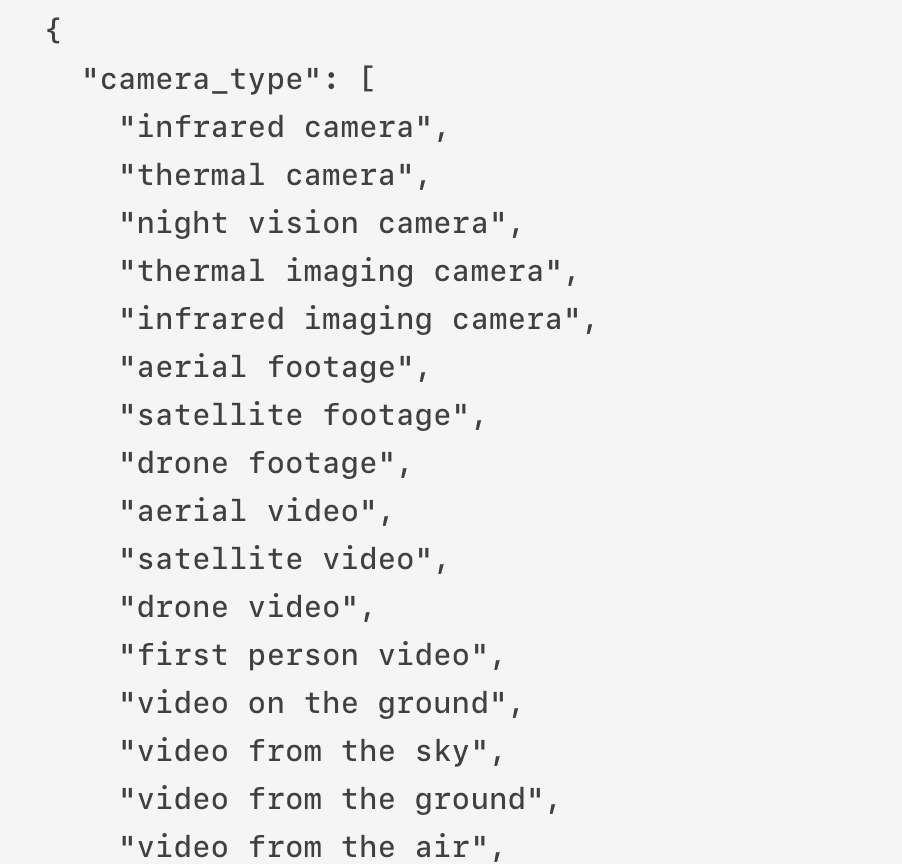 {
"camera_type": [
"infrared camera",
"thermal camera",
"night vision camera",
"thermal imaging camera",
"infrared imaging camera",
"aerial footage",
"satellite footage",
"drone footage",
"aerial video",
"satellite video",
"drone video",
"first person video",
"video on the ground",
"video from the sky",
"video from the ground",
"video from the air",